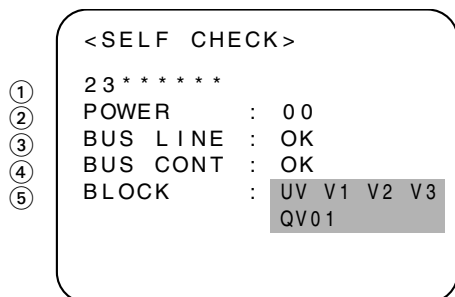 <SELF CHECK>
① 23******
② POWER : 00
③ BUS LINE : OK
④ BUS CONT : OK
⑤ BLOCK : UV V1 V2 V3
QV01